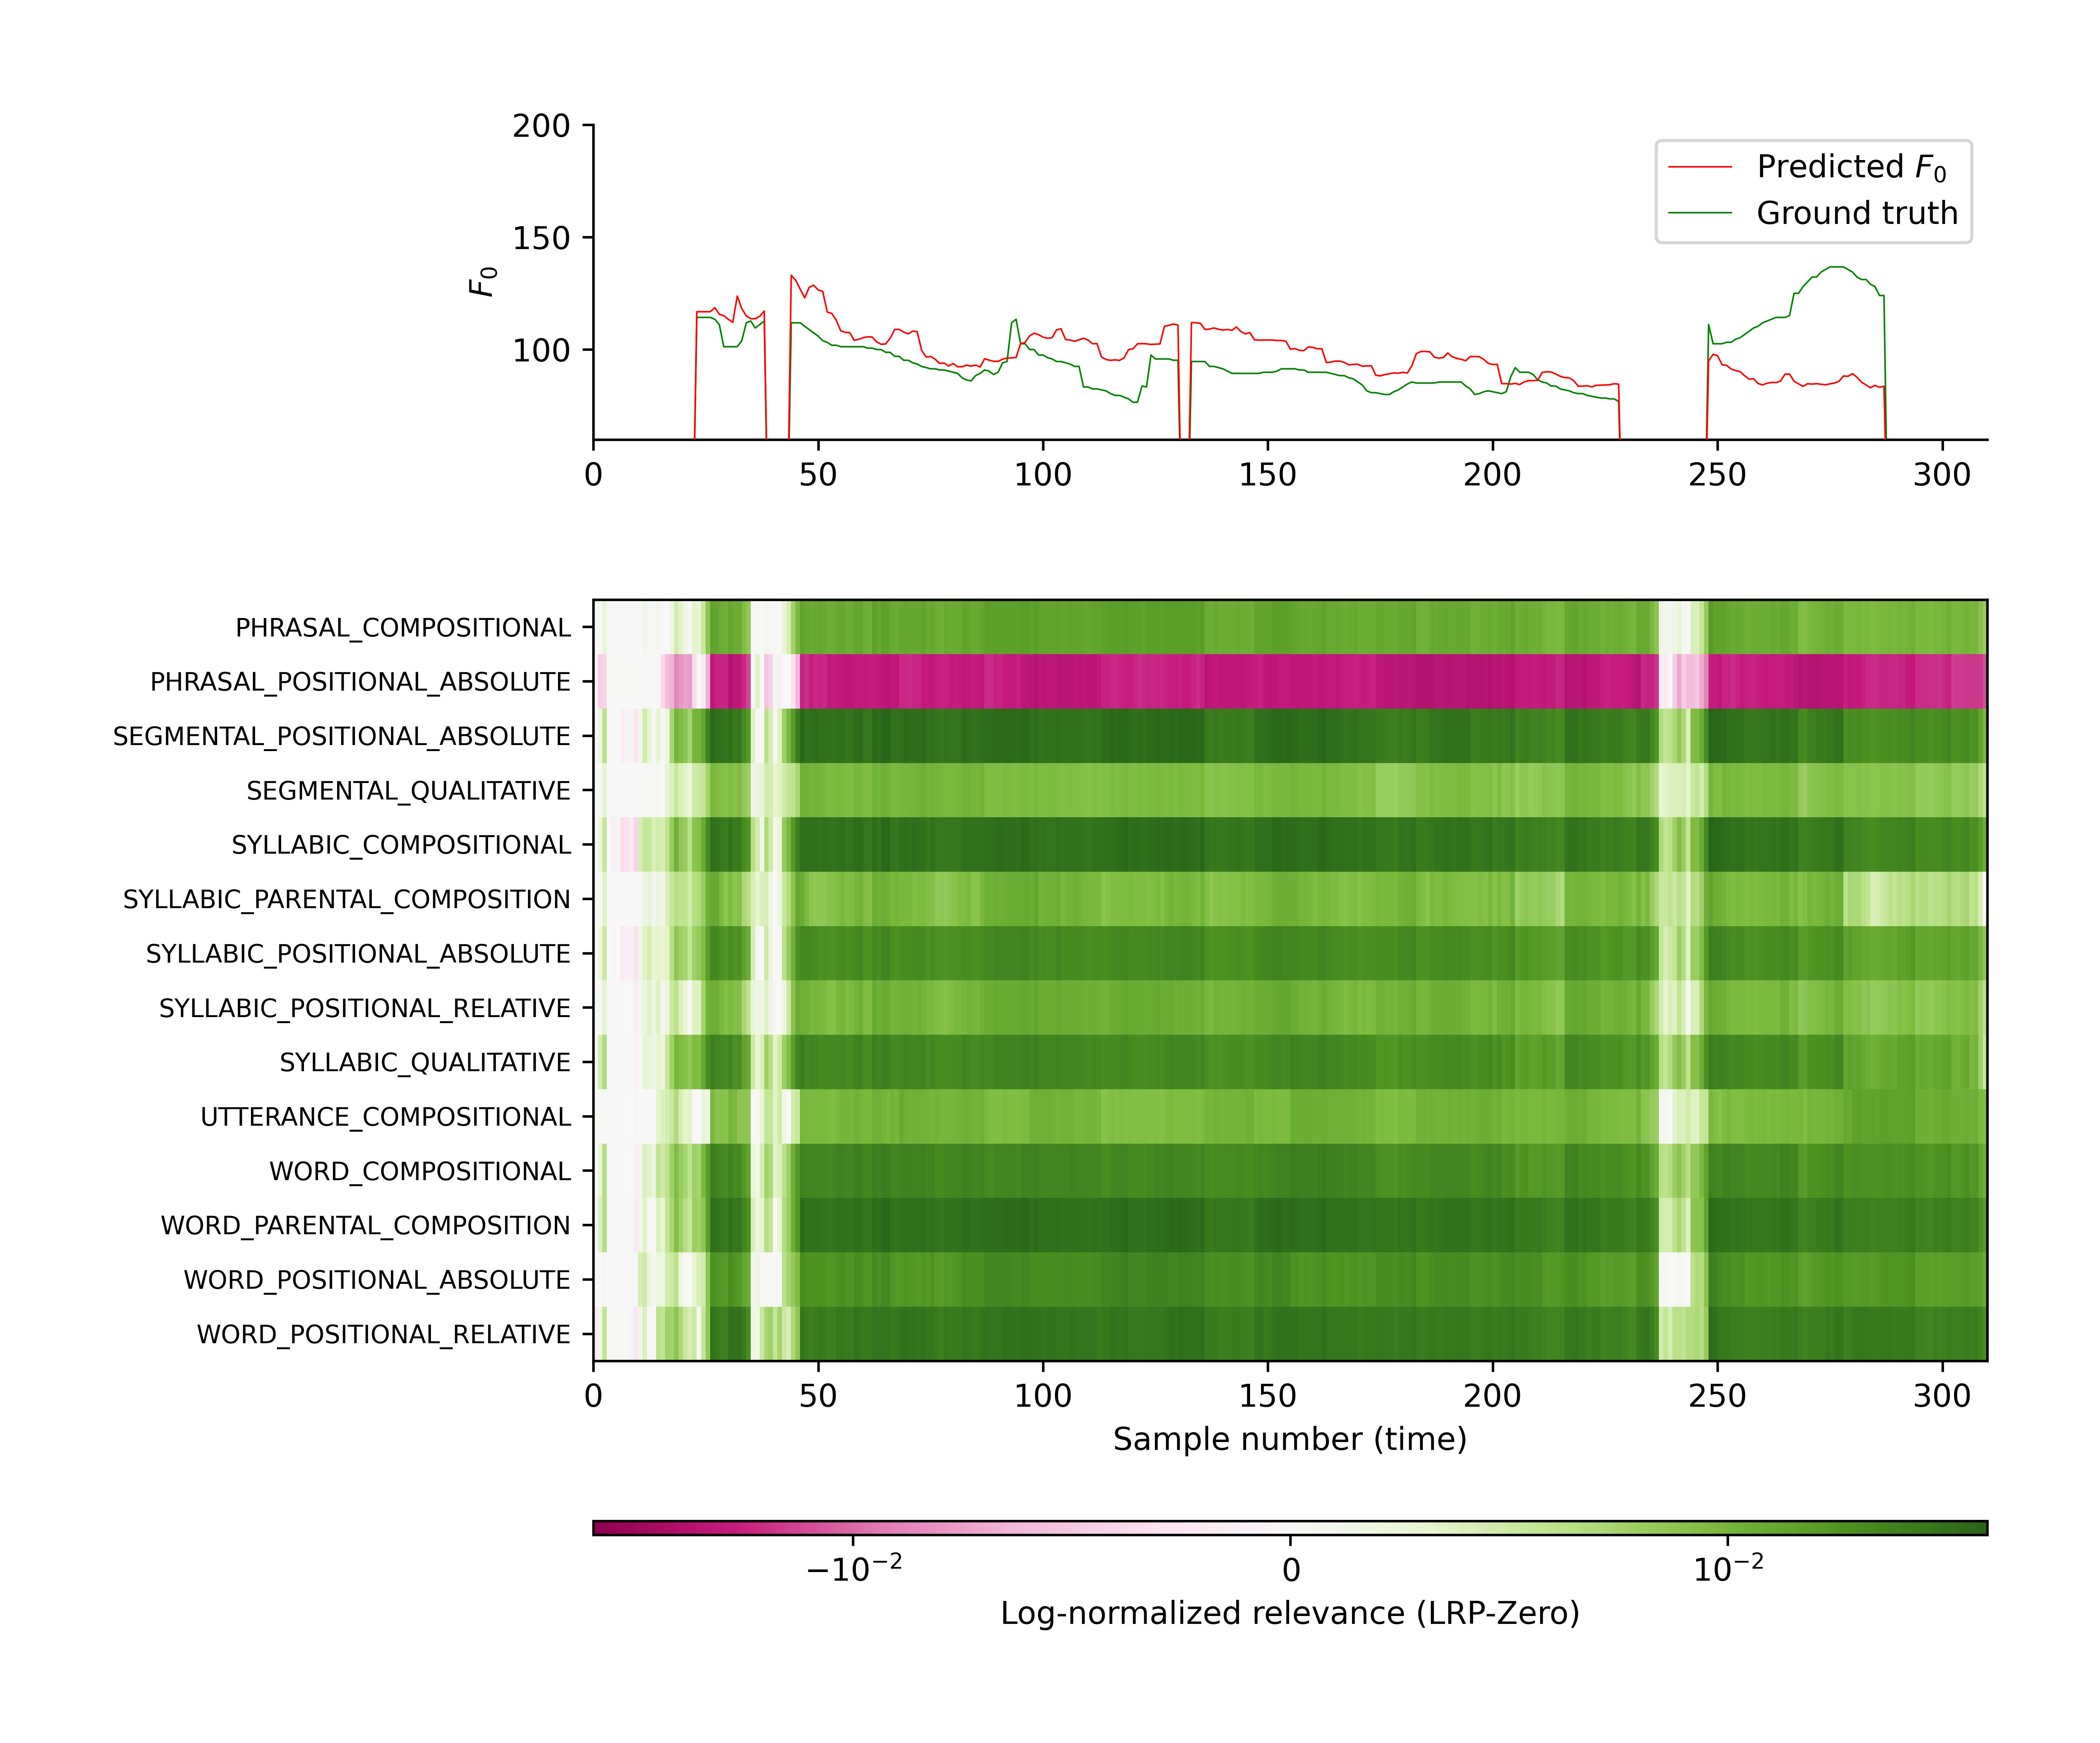 200
150
100
F0
Predicted F0
Ground truth
0 50 100 150 200 250 300
PHRASAL_COMPOSITIONAL
PHRASAL_POSITIONAL_ABSOLUTE
SEGMENTAL_POSITIONAL_ABSOLUTE
SEGMENTAL_QUALITATIVE
SYLLABIC_COMPOSITIONAL
SYLLABIC_PARENTAL_COMPOSITION
SYLLABIC_POSITIONAL_ABSOLUTE
SYLLABIC_POSITIONAL_RELATIVE
SYLLABIC_QUALITATIVE
UTTERANCE_COMPOSITIONAL
WORD_COMPOSITIONAL
WORD_PARENTAL_COMPOSITION
WORD_POSITIONAL_ABSOLUTE
WORD_POSITIONAL_RELATIVE
0 50 100 150 200 250 300
Sample number (time)
−10⁻² 0 10⁻²
Log-normalized relevance (LRP-Zero)